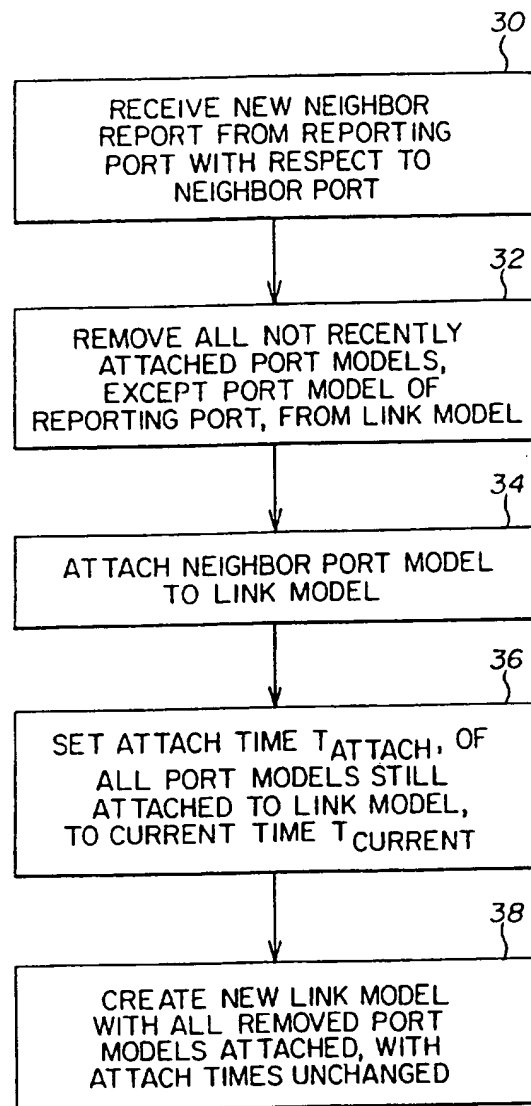 30
RECEIVE NEW NEIGHBOR
REPORT FROM REPORTING
PORT WITH RESPECT TO
NEIGHBOR PORT
32
REMOVE ALL NOT RECENTLY
ATTACHED PORT MODELS,
EXCEPT PORT MODEL OF
REPORTING PORT, FROM LINK MODEL
34
ATTACH NEIGHBOR PORT MODEL
TO LINK MODEL
36
SET ATTACH TIME TATTACH, OF
ALL PORT MODELS STILL
ATTACHED TO LINK MODEL,
TO CURRENT TIME TCURRENT
38
CREATE NEW LINK MODEL
WITH ALL REMOVED PORT
MODELS ATTACHED, WITH
ATTACH TIMES UNCHANGED